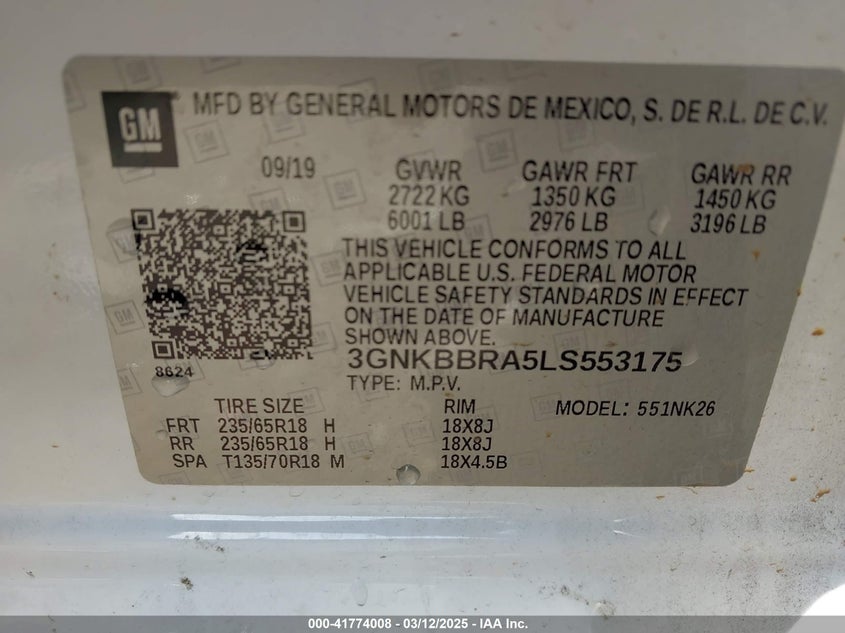 GM ® MFD BY GENERAL MOTORS DE MEXICO, S. DE R.L. DE C.V.
09/19 GVWR GAWR FRT GAWR RR
2722 KG 1350 KG 1450 KG
6001 LB 2976 LB 3196 LB
THIS VEHICLE CONFORMS TO ALL
APPLICABLE U.S. FEDERAL MOTOR
VEHICLE SAFETY STANDARDS IN EFFECT
ON THE DATE OF MANUFACTURE
SHOWN ABOVE.
8624
3GNKBBRA5LS553175
TYPE: M.P.V.
TIRE SIZE RIM MODEL: 551NK26
FRT 235/65R18 H 18X8J
RR 235/65R18 H 18X8J
SPA T135/70R18 M 18X4.5B
000-41774008 - 03/12/2025 - IAA Inc.